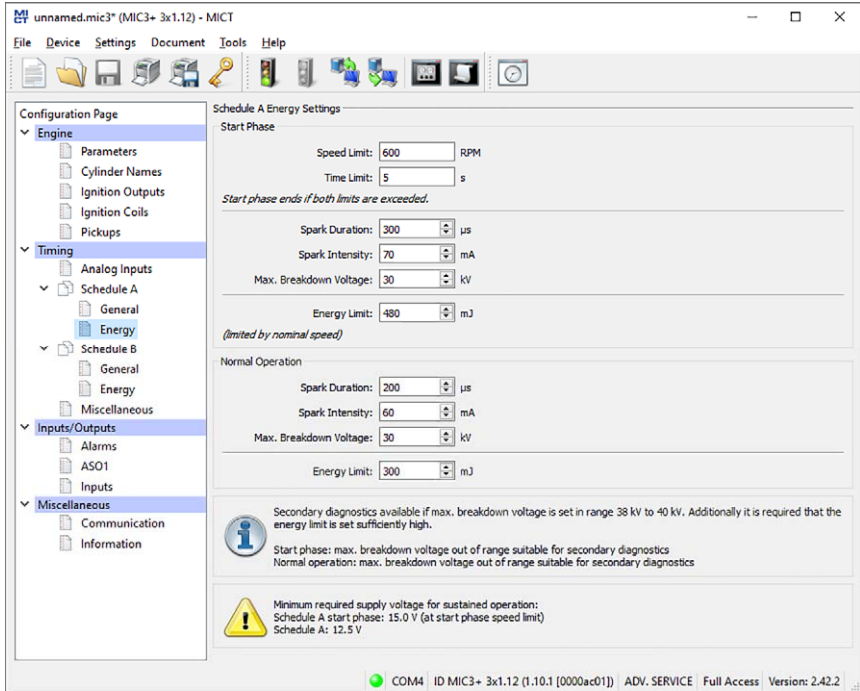 MICT unnamed.mic3* (MIC3+ 3x1.12) - MICT
File Device Settings Document Tools Help
Configuration Page
Engine
Parameters
Cylinder Names
Ignition Outputs
Ignition Coils
Pickups
Timing
Analog Inputs
Schedule A
General
Energy
Schedule B
General
Energy
Miscellaneous
Inputs/Outputs
Alarms
ASO1
Inputs
Miscellaneous
Communication
Information
Schedule A Energy Settings
Start Phase
Speed Limit: 600 RPM
Time Limit: 5 s
Start phase ends if both limits are exceeded.
Spark Duration: 300 µs
Spark Intensity: 70 mA
Max. Breakdown Voltage: 30 kV
Energy Limit: 480 mJ
(limited by nominal speed)
Normal Operation
Spark Duration: 200 µs
Spark Intensity: 60 mA
Max. Breakdown Voltage: 30 kV
Energy Limit: 300 mJ
Secondary diagnostics available if max. breakdown voltage is set in range 38 kV to 40 kV. Additionally it is required that the
energy limit is set sufficiently high.
Start phase: max. breakdown voltage out of range suitable for secondary diagnostics
Normal operation: max. breakdown voltage out of range suitable for secondary diagnostics
Minimum required supply voltage for sustained operation:
Schedule A start phase: 15.0 V (at start phase speed limit)
Schedule A: 12.5 V
COM4 ID MIC3+ 3x1.12 (1.10.1 [0000ac01]) ADV. SERVICE Full Access Version: 2.42.2